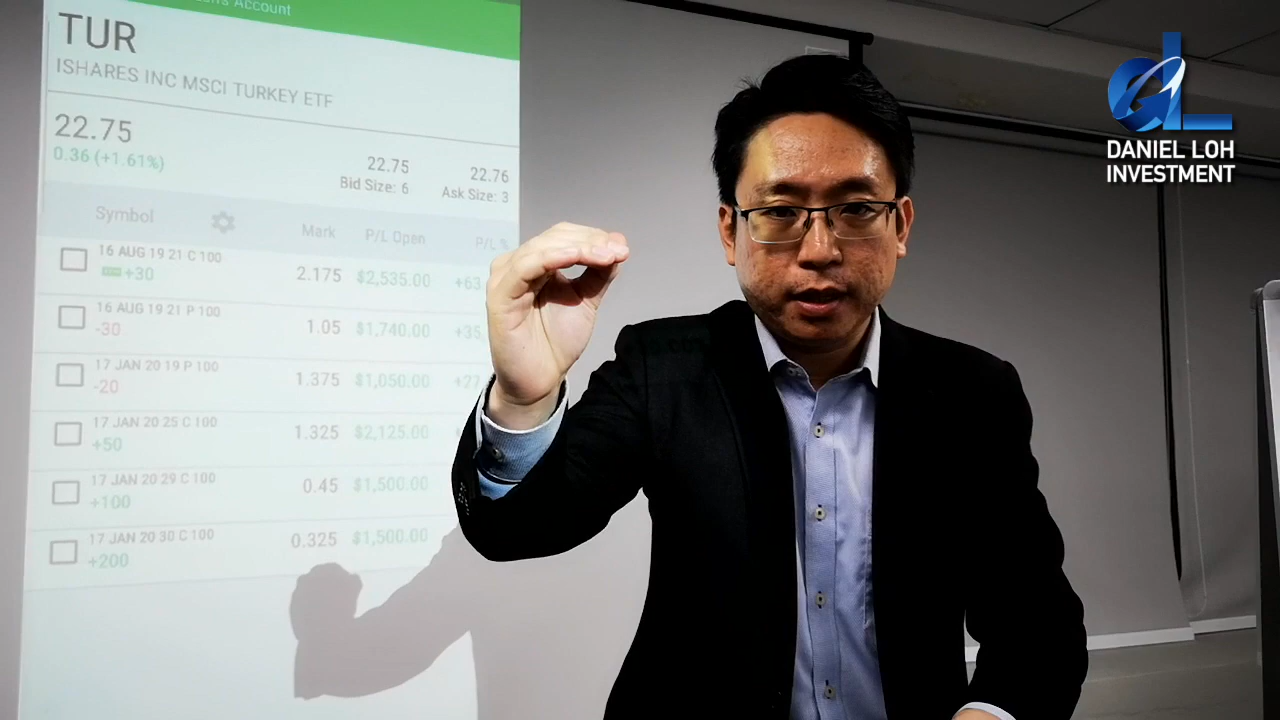 Account
TUR
ISHARES INC MSCI TURKEY ETF
22.75
0.36 (+1.61%)
22.75
Bid Size: 6
22.76
Ask Size: 3
Symbol
Mark
P/L Open
P/L %
16 AUG 19 21 C 100
+30
2.175
$2,535.00
+63
16 AUG 19 21 P 100
-30
1.05
$1,740.00
+35
17 JAN 20 19 P 100
-20
1.375
$1,050.00
+27
17 JAN 20 25 C 100
+50
1.325
$2,125.00
17 JAN 20 29 C 100
+100
0.45
$1,500.00
17 JAN 20 30 C 100
+200
0.325
$1,500.00
DANIEL LOH
INVESTMENT